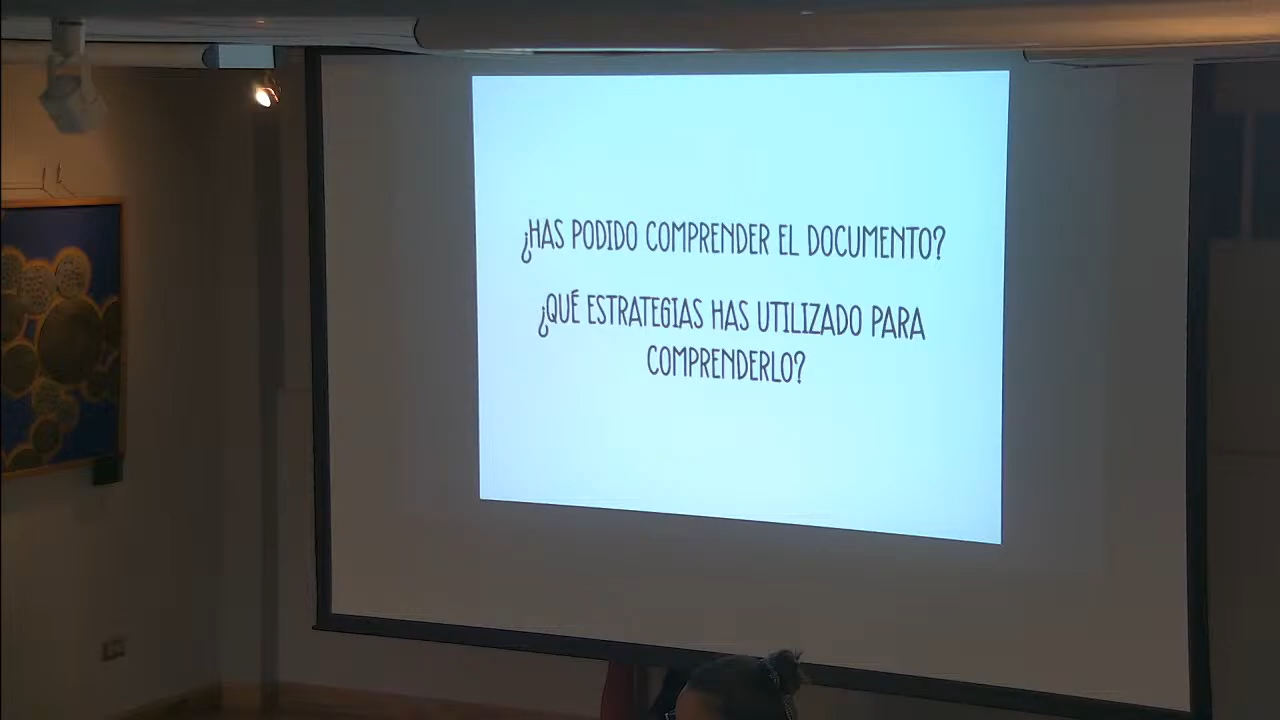 ¿HAS PODIDO COMPRENDER EL DOCUMENTO?
¿QUÉ ESTRATEGIAS HAS UTILIZADO PARA
COMPRENDERLO?